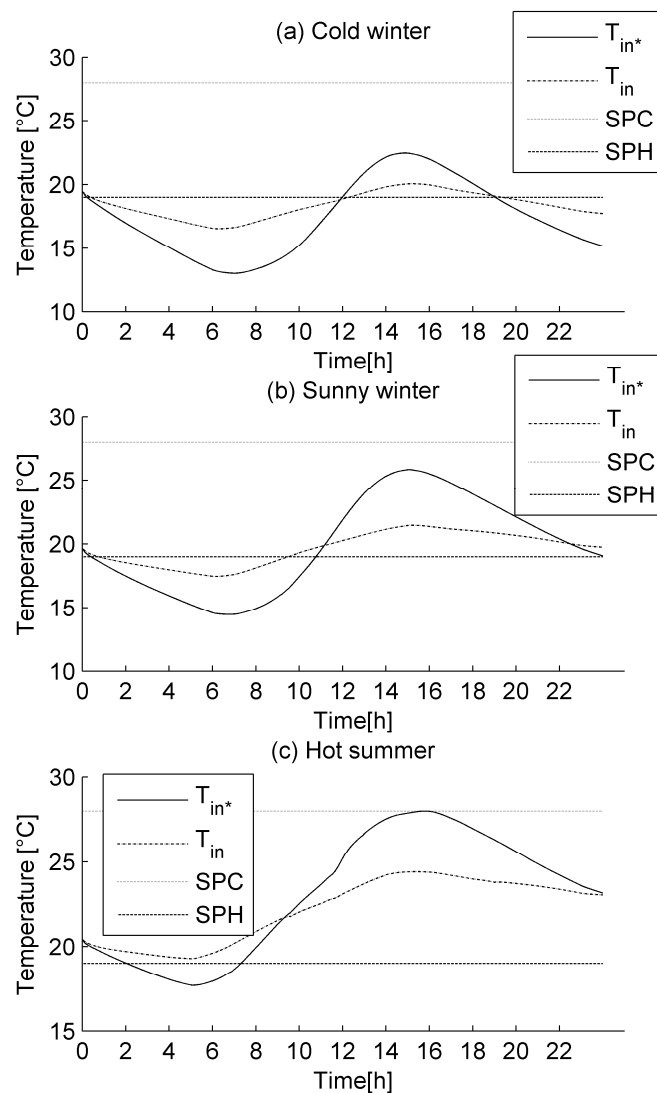 (a) Cold winter
T_in*
T_in
SPC
SPH
Temperature [°C]
30
25
20
15
10
0 2 4 6 8 10 12 14 16 18 20 22
Time[h]
(b) Sunny winter
T_in*
T_in
SPC
SPH
Temperature [°C]
30
25
20
15
10
0 2 4 6 8 10 12 14 16 18 20 22
Time[h]
(c) Hot summer
T_in*
T_in
SPC
SPH
Temperature [°C]
30
25
20
15
0 2 4 6 8 10 12 14 16 18 20 22
Time[h]